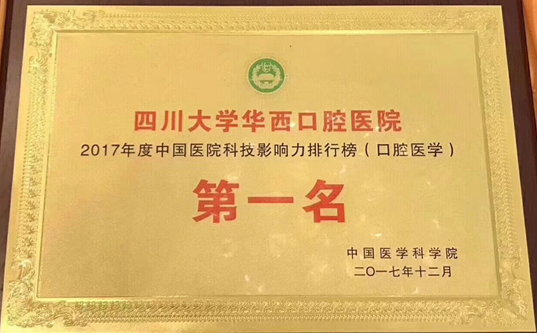 四川大学华西口腔医院
2017年度中国医院科技影响力排行榜（口腔医学）
第一名
中国医学科学院
二〇一七年十二月